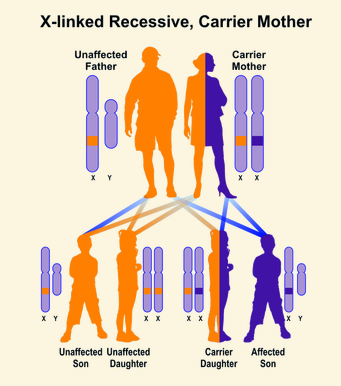 X-linked Recessive, Carrier Mother
Unaffected
Father
Carrier
Mother
X Y
X X
X Y
X X
X X
X Y
Unaffected
Son
Unaffected
Daughter
Carrier
Daughter
Affected
Son